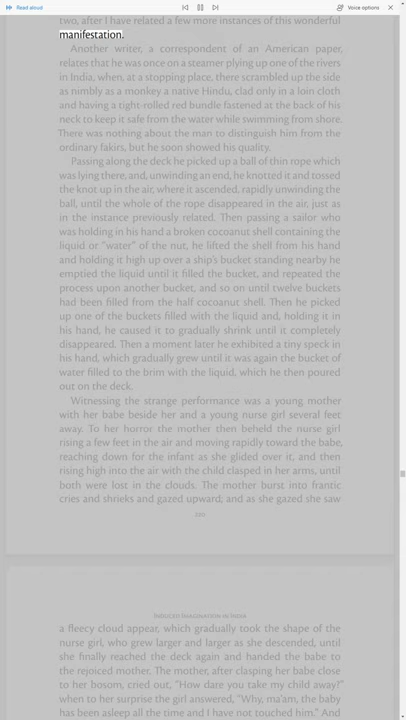 Read aloud
Voice options
two, after I have related a few more instances of this wonderful
manifestation.
Another writer, a correspondent of an American paper,
relates that he was once on a steamer plying up one of the rivers
in India, when, at a stopping place, there scrambled up the side
as nimbly as a monkey a native Hindu, clad only in a loin cloth
and having a tight-rolled red bundle fastened at the back of his
neck to keep it safe from the water while swimming from shore.
There was nothing about the man to distinguish him from the
ordinary fakirs, but he soon showed his quality.
Passing along the deck he picked up a ball of thin rope which
was lying there, and, unwinding an end, he knotted it and tossed
the knot up in the air, where it ascended, rapidly unwinding the
ball, until the whole of the rope disappeared in the air, just as
in the instance previously related. Then passing a sailor who
was holding in his hand a broken cocoanut shell containing the
liquid or “water” of the nut, he lifted the shell from his hand
and holding it high up over a ship's bucket standing nearby he
emptied the liquid until it filled the bucket, and repeated the
process upon another bucket, and so on until twelve buckets
had been filled from the half cocoanut shell. Then he picked
up one of the buckets filled with the liquid and, holding it in
his hand, he caused it to gradually shrink until it completely
disappeared. Then a moment later he exhibited a tiny speck in
his hand, which gradually grew until it was again the bucket of
water filled to the brim with the liquid, which he then poured
out on the deck.
Witnessing the strange performance was a young mother
with her babe beside her and a young nurse girl several feet
away. To her horror the mother then beheld the nurse girl
rising a few feet in the air and moving rapidly toward the babe,
reaching down for the infant as she glided over it, and then
rising high into the air with the child clasped in her arms, until
both were lost in the clouds. The mother burst into frantic
cries and shrieks and gazed upward; and as she gazed she saw
Induced Imagination in India
a fleecy cloud appear, which gradually took the shape of the
nurse girl, who grew larger and larger as she descended, until
she finally reached the deck again and handed the babe to
the rejoiced mother. The mother, after clasping her babe close
to her bosom, cried out, “How dare you take my child away?”
when to her surprise the girl answered, “Why, ma'am, the baby
has been asleep all the time and I have not touched him.” And